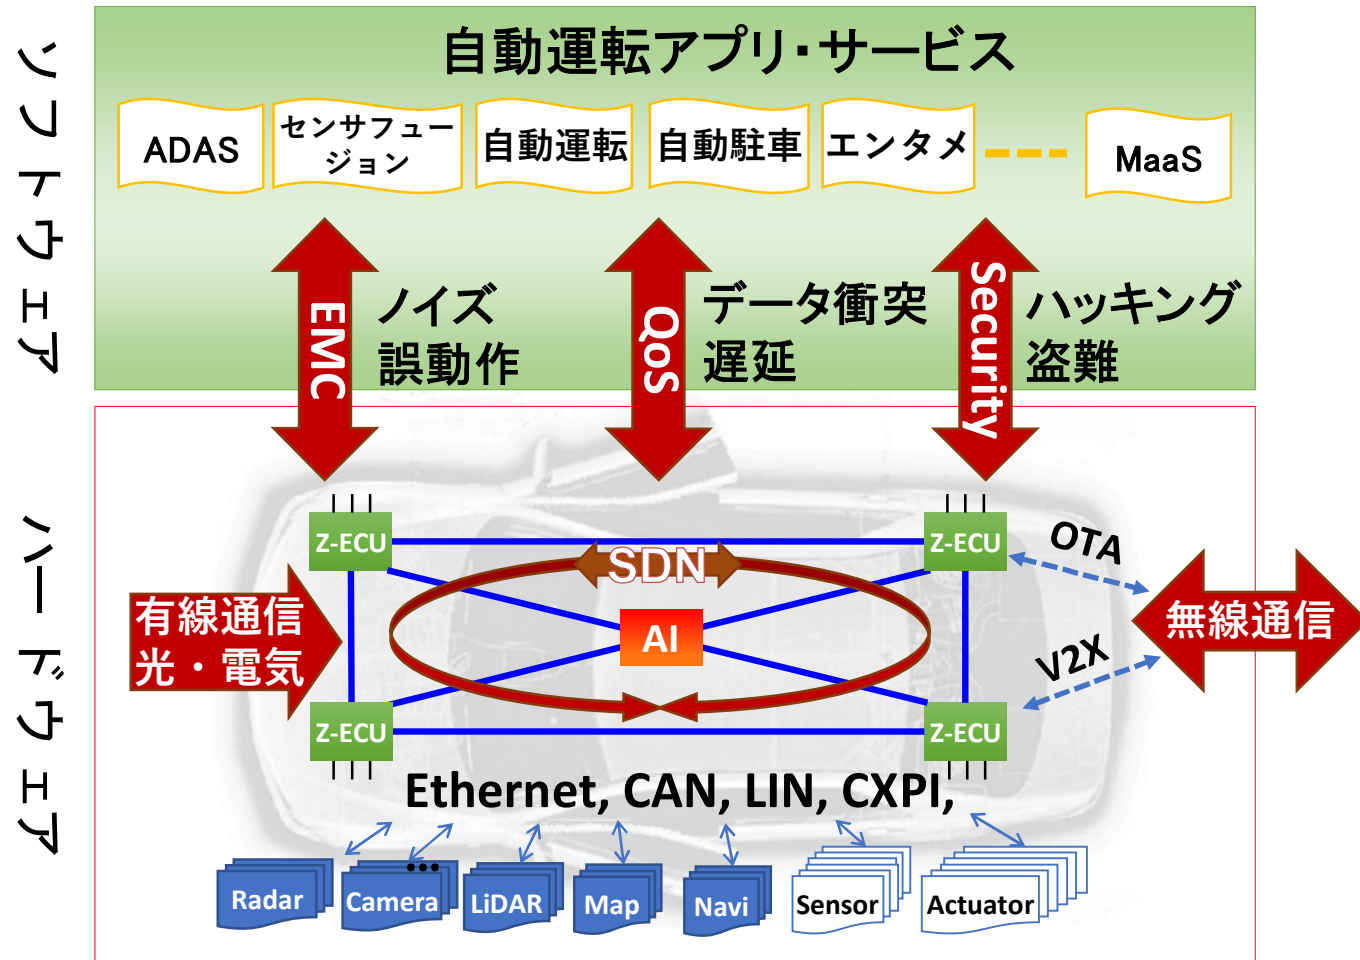 ソフトウェア
自動運転アプリ・サービス
ADAS
センサフュー
ジョン
自動運転
自動駐車
エンタメ
MaaS
EMC
ノイズ
誤動作
QoS
データ衝突
遅延
Security
ハッキング
盗難
ハードウェア
Z-ECU
Z-ECU
SDN
OTA
有線通信
光・電気
AI
無線通信
V2X
Z-ECU
Z-ECU
Ethernet, CAN, LIN, CXPI,
Radar
Camera
LiDAR
Map
Navi
Sensor
Actuator